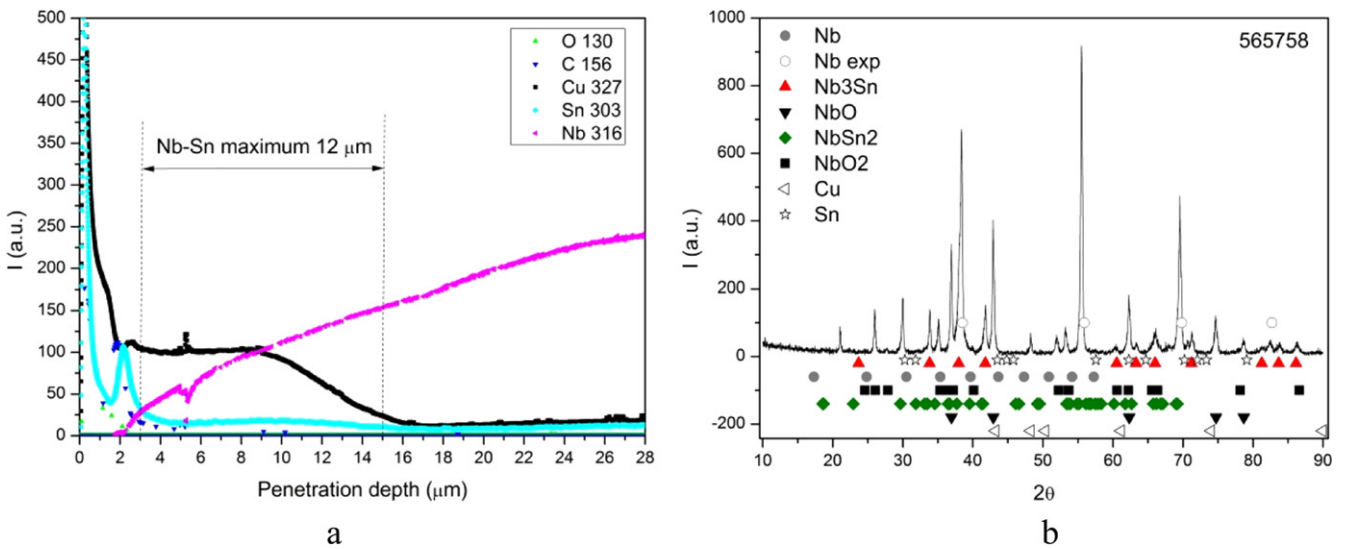 500
450
400
350
300
250
200
150
100
50
0
I (a.u.)
O 130
C 156
Cu 327
Sn 303
Nb 316
Nb-Sn maximum 12 μm
0 2 4 6 8 10 12 14 16 18 20 22 24 26 28
Penetration depth (μm)
a
1000
800
600
400
200
0
-200
I (a.u.)
Nb
Nb exp
Nb3Sn
NbO
NbSn2
NbO2
Cu
Sn
565758
10 20 30 40 50 60 70 80 90
2θ
b